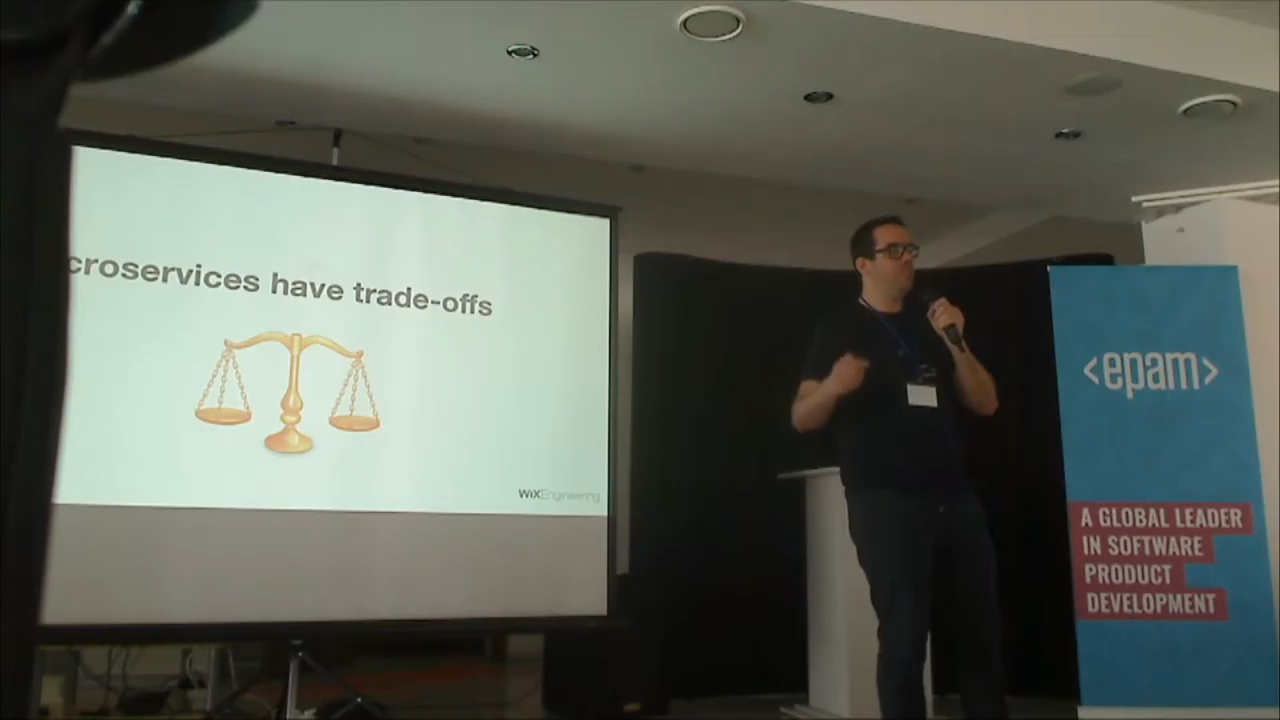 croservices have trade-offs
WiXEngineering
<epam>
A GLOBAL LEADER
IN SOFTWARE
PRODUCT
DEVELOPMENT